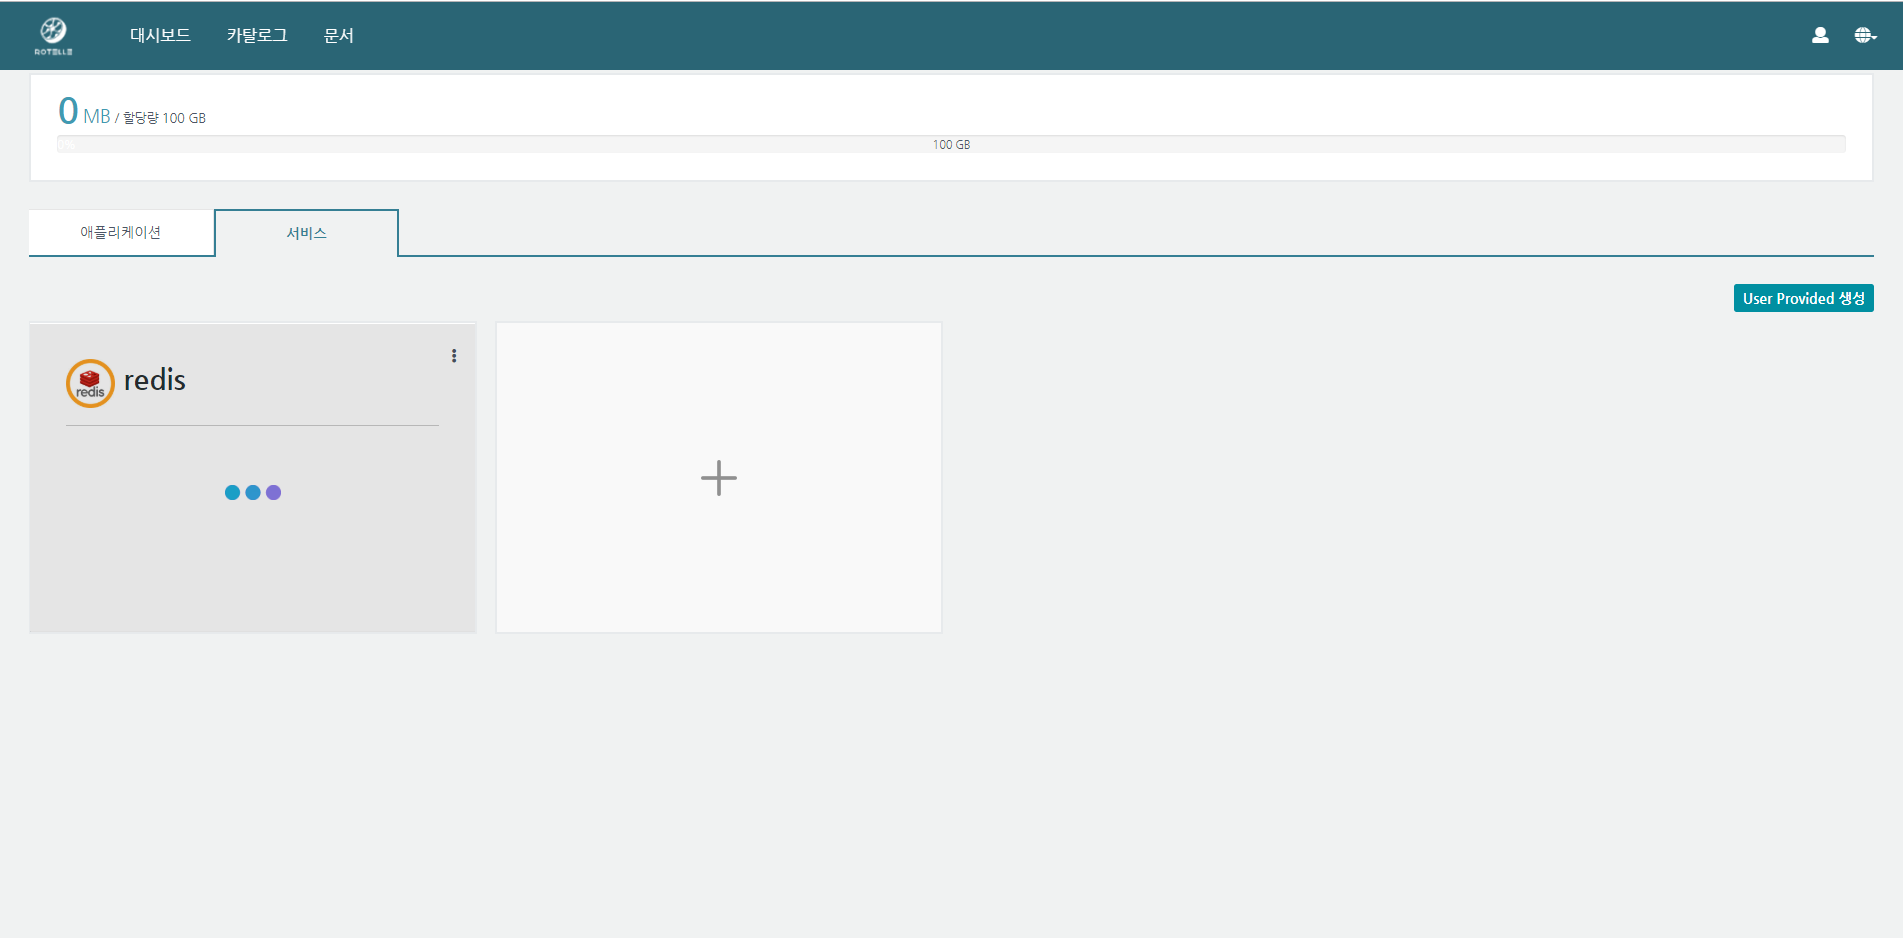 ROTELLE
대시보드 카탈로그 문서
0 MB / 할당량 100 GB
0% 100 GB
애플리케이션 서비스
User Provided 생성
redis redis